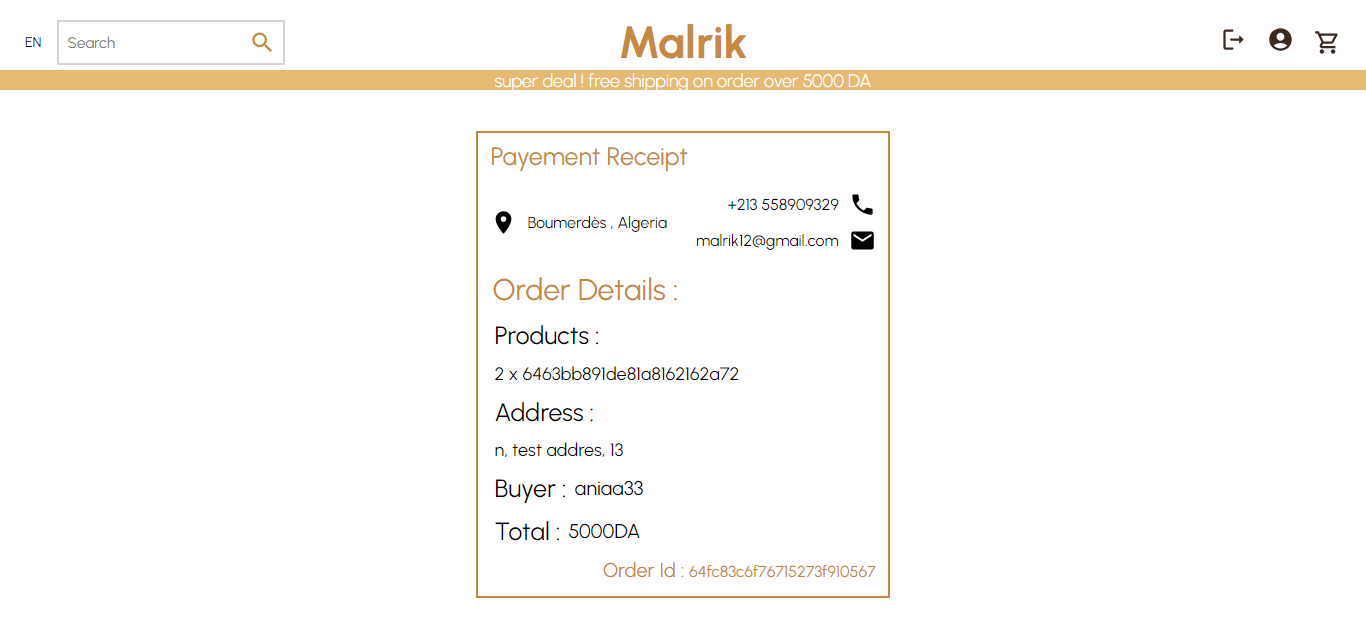 EN
Search
Malrik
super deal ! free shipping on order over 5000 DA
Payement Receipt
+213 558909329
Boumerdès , Algeria
malrik12@gmail.com
Order Details :
Products :
2 x 6463bb891de81a8162162a72
Address :
n, test addres, 13
Buyer : aniaa33
Total : 5000DA
Order Id : 64fc83c6f76715273f910567